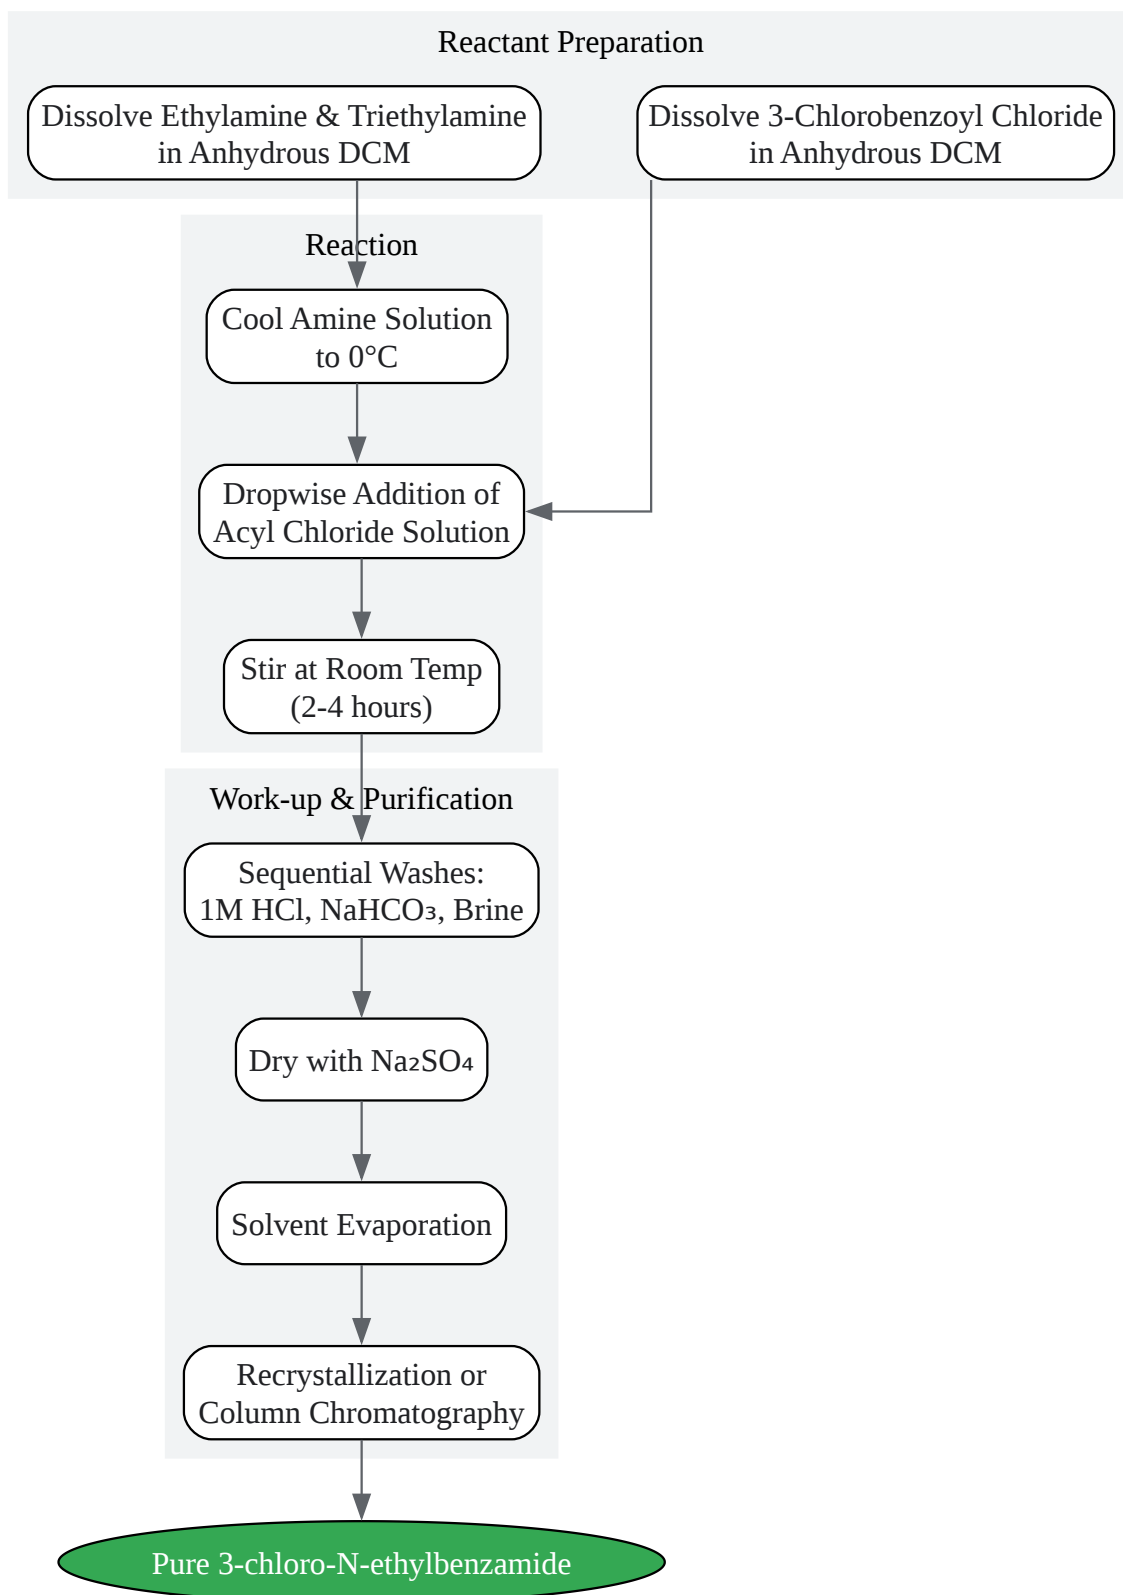 Reactant Preparation
Dissolve Ethylamine & Triethylamine
in Anhydrous DCM
Dissolve 3-Chlorobenzoyl Chloride
in Anhydrous DCM
Reaction
Cool Amine Solution
to 0°C
Dropwise Addition of
Acyl Chloride Solution
Stir at Room Temp
(2-4 hours)
Work-up & Purification
Sequential Washes:
1M HCl, NaHCO₃, Brine
Dry with Na₂SO₄
Solvent Evaporation
Recrystallization or
Column Chromatography
Pure 3-chloro-N-ethylbenzamide